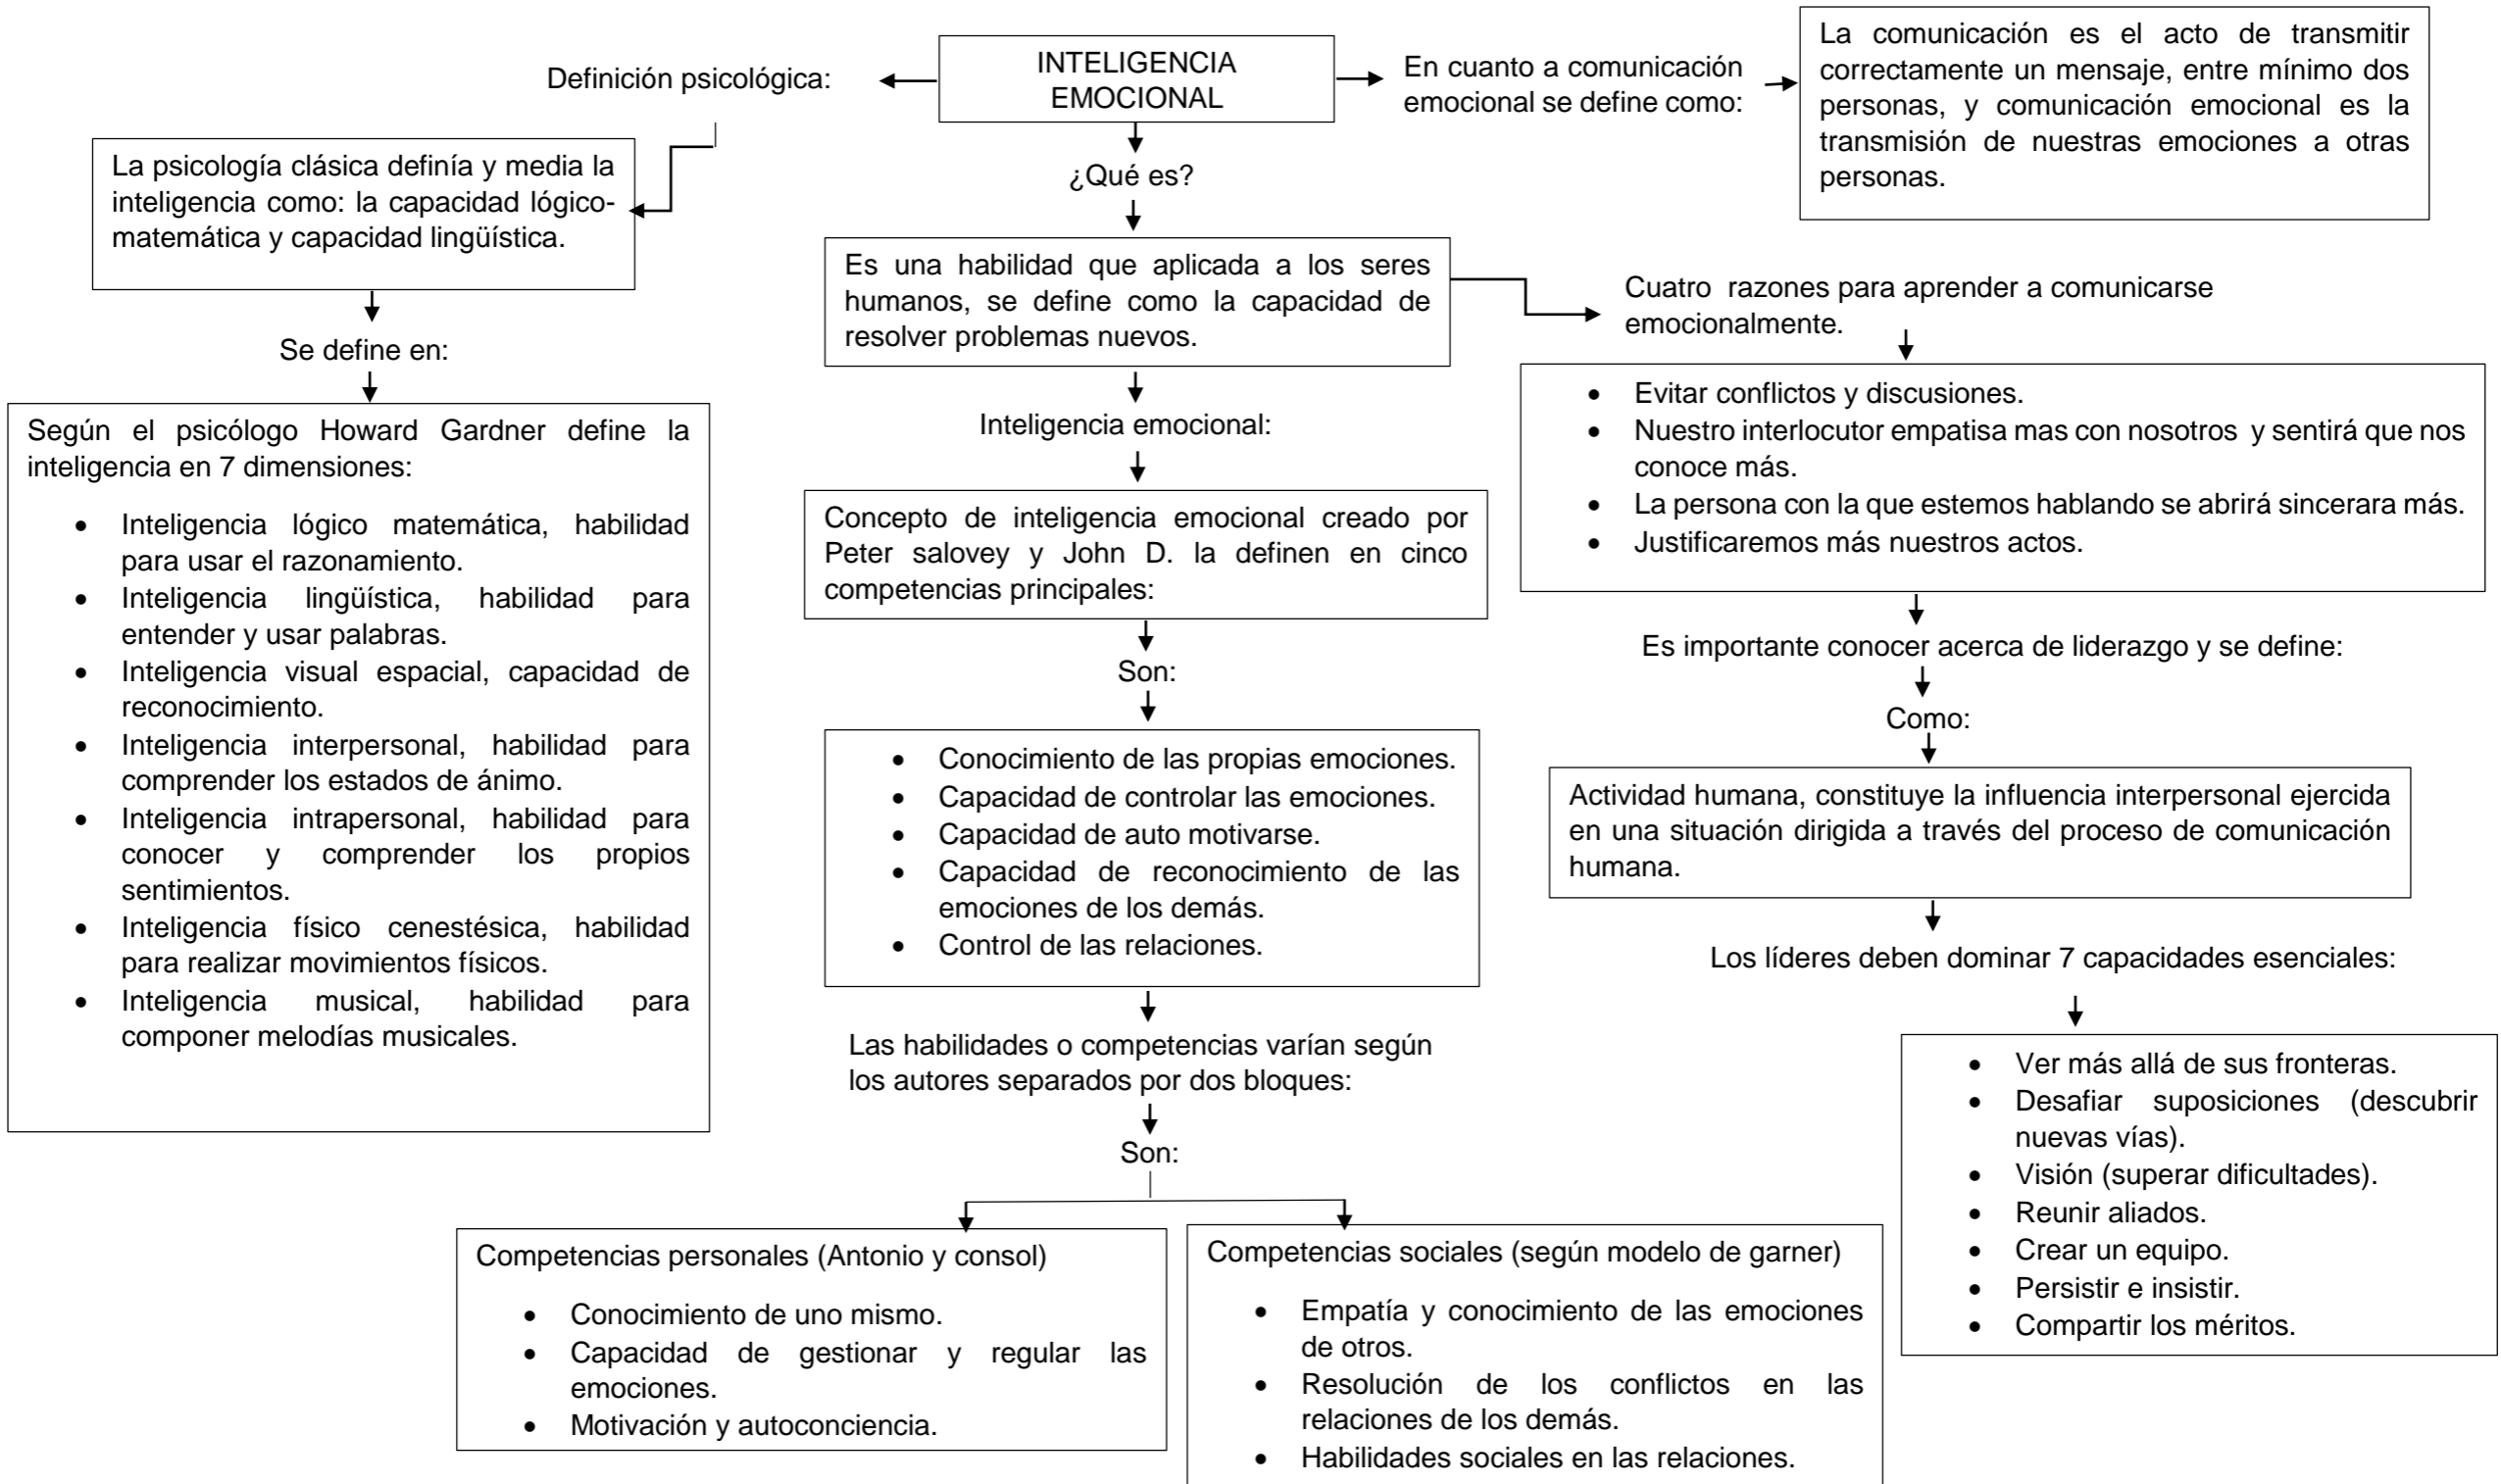 INTELIGENCIA
EMOCIONAL
Definición psicológica:
La psicología clásica definía y media la
inteligencia como: la capacidad lógico-
matemática y capacidad lingüística.
Se define en:
Según el psicólogo Howard Gardner define la
inteligencia en 7 dimensiones:
• Inteligencia lógico matemática, habilidad
para usar el razonamiento.
• Inteligencia lingüística, habilidad para
entender y usar palabras.
• Inteligencia visual espacial, capacidad de
reconocimiento.
• Inteligencia interpersonal, habilidad para
comprender los estados de ánimo.
• Inteligencia intrapersonal, habilidad para
conocer y comprender los propios
sentimientos.
• Inteligencia físico cenestésica, habilidad
para realizar movimientos físicos.
• Inteligencia musical, habilidad para
componer melodías musicales.
¿Qué es?
Es una habilidad que aplicada a los seres
humanos, se define como la capacidad de
resolver problemas nuevos.
Inteligencia emocional:
Concepto de inteligencia emocional creado por
Peter salovey y John D. la definen en cinco
competencias principales:
Son:
• Conocimiento de las propias emociones.
• Capacidad de controlar las emociones.
• Capacidad de auto motivarse.
• Capacidad de reconocimiento de las
emociones de los demás.
• Control de las relaciones.
Las habilidades o competencias varían según
los autores separados por dos bloques:
Son:
Competencias personales (Antonio y consol)
• Conocimiento de uno mismo.
• Capacidad de gestionar y regular las
emociones.
• Motivación y autoconciencia.
Competencias sociales (según modelo de garner)
• Empatía y conocimiento de las emociones
de otros.
• Resolución de los conflictos en las
relaciones de los demás.
• Habilidades sociales en las relaciones.
En cuanto a comunicación
emocional se define como:
La comunicación es el acto de transmitir
correctamente un mensaje, entre mínimo dos
personas, y comunicación emocional es la
transmisión de nuestras emociones a otras
personas.
Cuatro razones para aprender a comunicarse
emocionalmente.
• Evitar conflictos y discusiones.
• Nuestro interlocutor empatisa mas con nosotros y sentirá que nos
conoce más.
• La persona con la que estemos hablando se abrirá sincerara más.
• Justificaremos más nuestros actos.
Es importante conocer acerca de liderazgo y se define:
Como:
Actividad humana, constituye la influencia interpersonal ejercida
en una situación dirigida a través del proceso de comunicación
humana.
Los líderes deben dominar 7 capacidades esenciales:
• Ver más allá de sus fronteras.
• Desafiar suposiciones (descubrir
nuevas vías).
• Visión (superar dificultades).
• Reunir aliados.
• Crear un equipo.
• Persistir e insistir.
• Compartir los méritos.